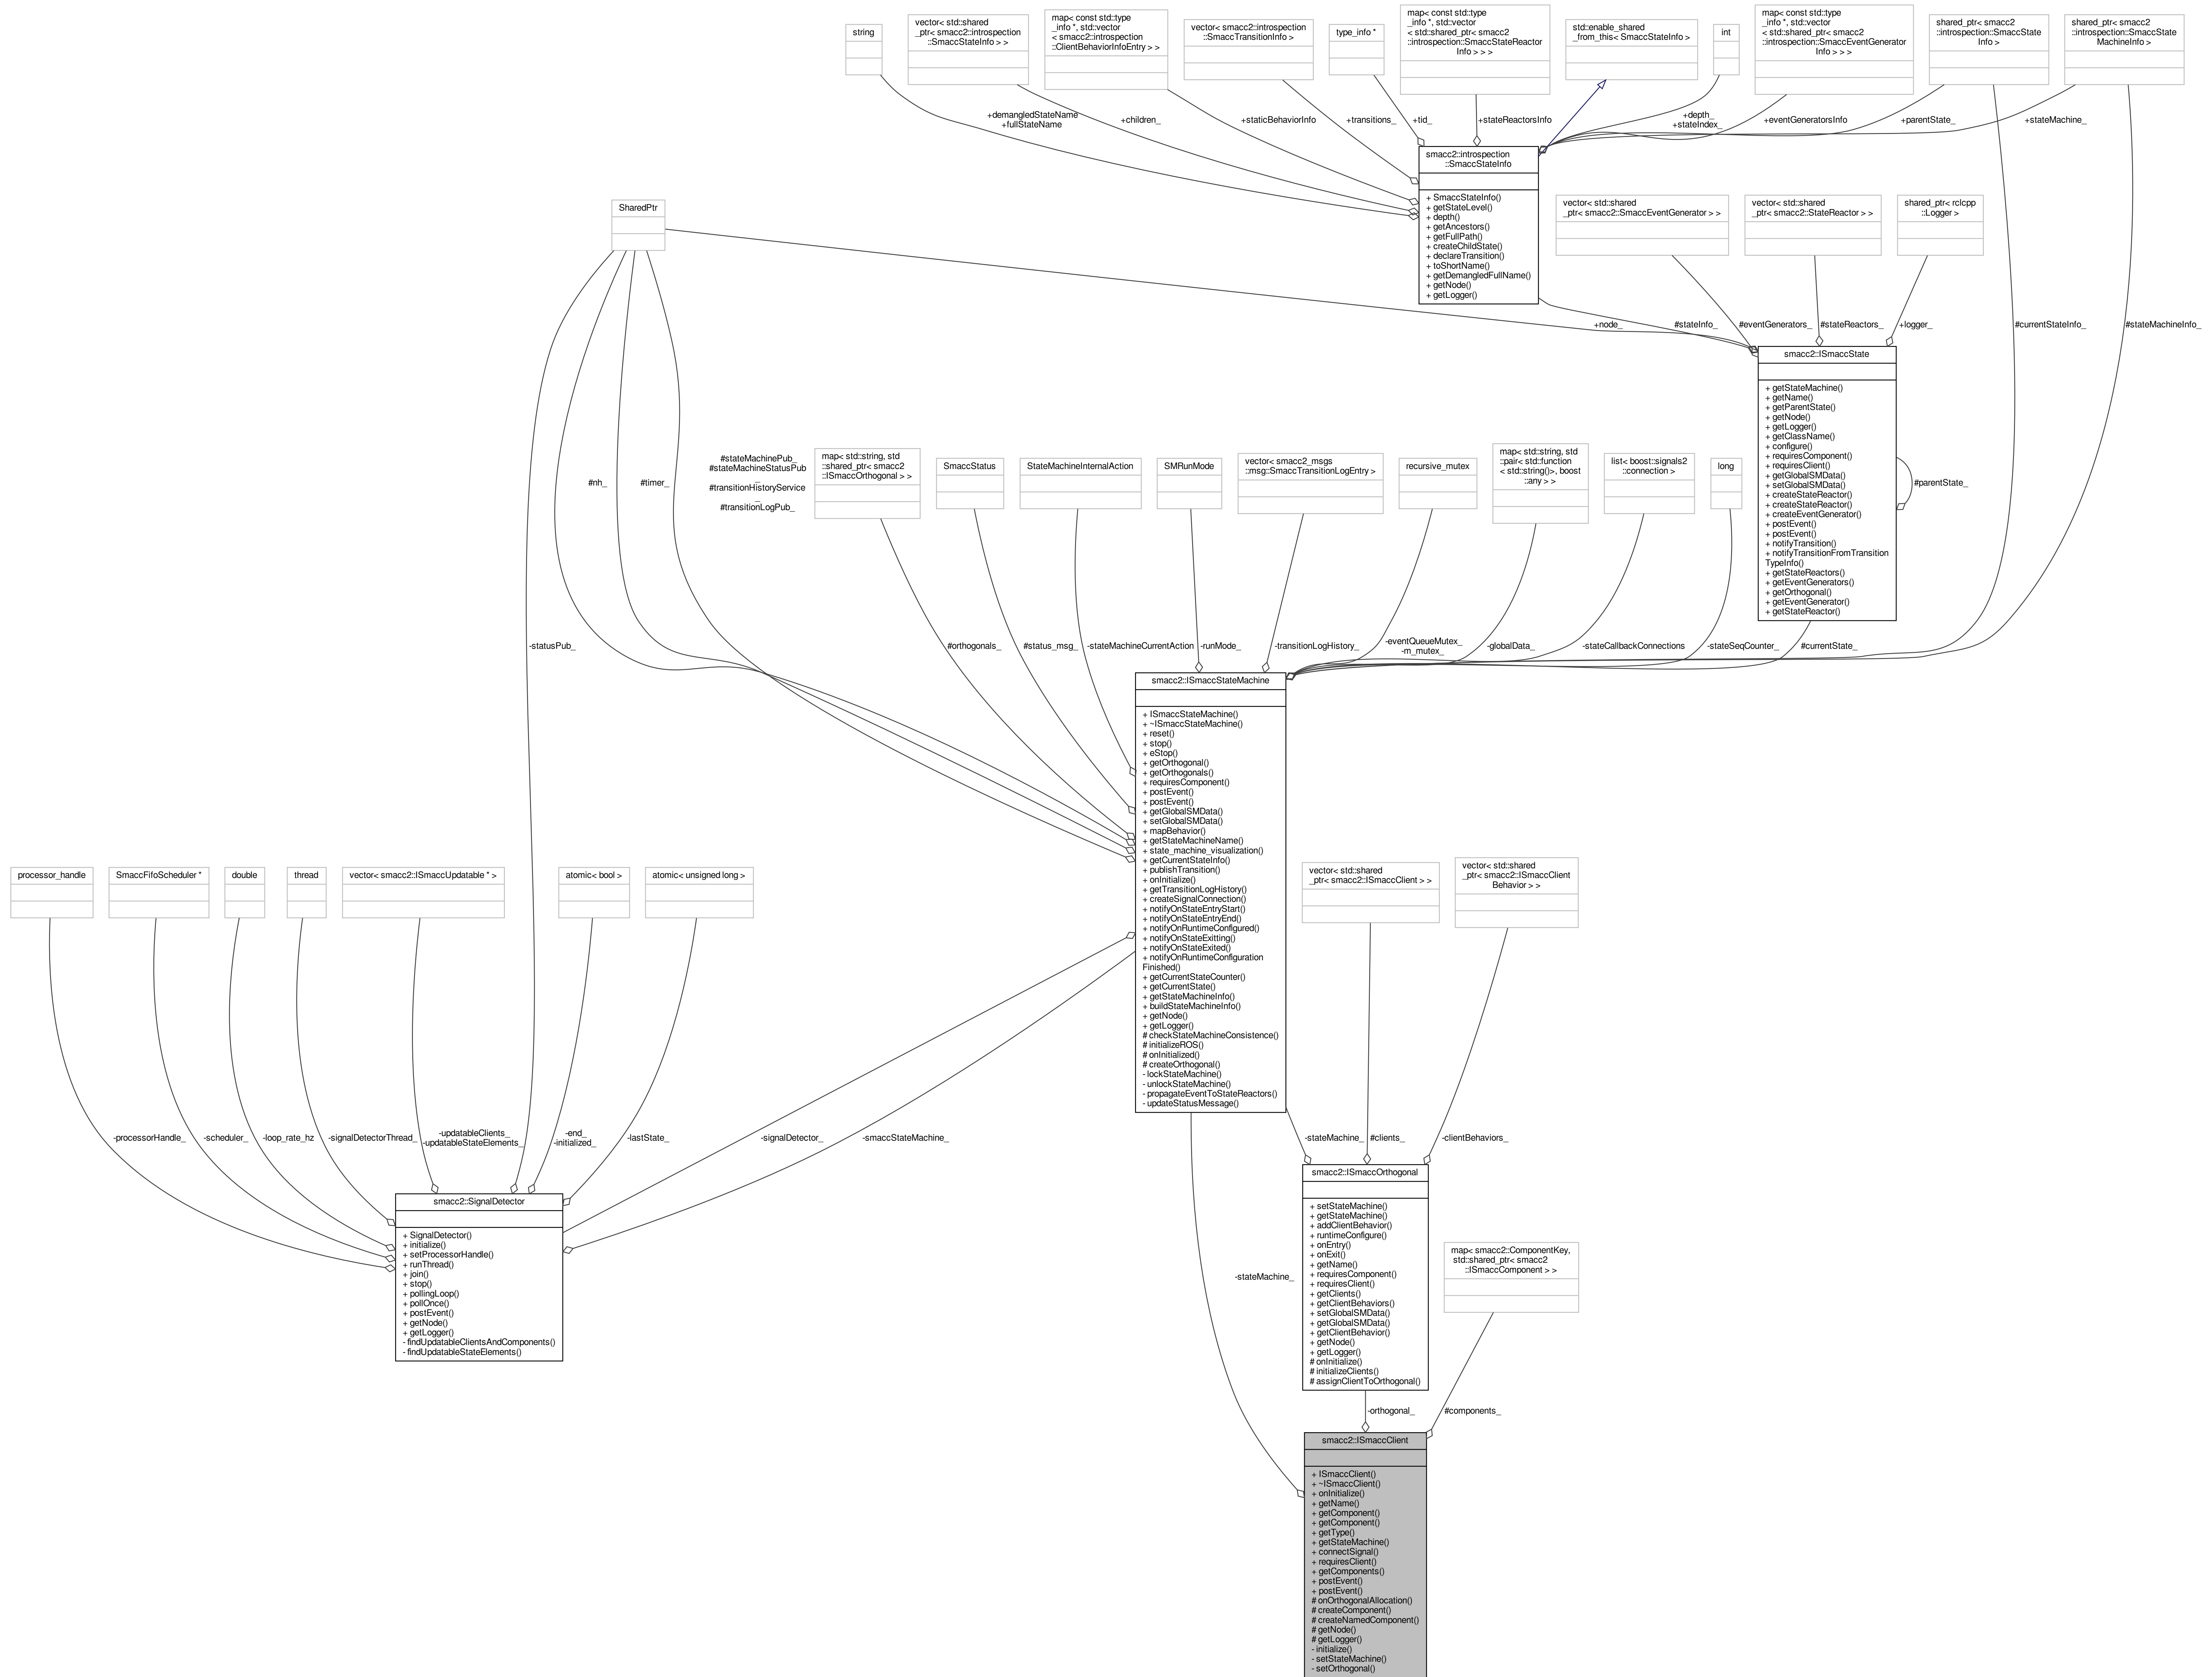 string
vector< std::shared
_ptr< smacc2::introspection
::SmaccStateInfo > >
map< const std::type
_info *, std::vector
< smacc2::introspection
::ClientBehaviorInfoEntry > >
vector< smacc2::introspection
::SmaccTransitionInfo >
type_info *
map< const std::type
_info *, std::vector
< std::shared_ptr< smacc2
::introspection::SmaccStateReactor
Info > > >
std::enable_shared
_from_this< SmaccStateInfo >
int
map< const std::type
_info *, std::vector
< std::shared_ptr< smacc2
::introspection::SmaccEventGenerator
Info > > >
shared_ptr< smacc2
::introspection::SmaccState
Info >
shared_ptr< smacc2
::introspection::SmaccState
MachineInfo >
+demangledStateName
+fullStateName
+children_
+staticBehaviorInfo
+transitions_
+tid_
+stateReactorsInfo
+depth_
+stateIndex_
+eventGeneratorsInfo
+parentState_
+stateMachine_
smacc2::introspection
::SmaccStateInfo
+ SmaccStateInfo()
+ getStateLevel()
+ depth()
+ getAncestors()
+ getFullPath()
+ createChildState()
+ declareTransition()
+ toShortName()
+ getDemangledFullName()
+ getNode()
+ getLogger()
SharedPtr
vector< std::shared
_ptr< smacc2::SmaccEventGenerator > >
vector< std::shared
_ptr< smacc2::StateReactor > >
shared_ptr< rclcpp
::Logger >
+node_
#stateInfo_
#eventGenerators_
#stateReactors_
+logger_
#currentStateInfo_
#stateMachineInfo_
smacc2::ISmaccState
+ getStateMachine()
+ getName()
+ getParentState()
+ getNode()
+ getLogger()
+ getClassName()
+ configure()
+ requiresComponent()
+ requiresClient()
+ getGlobalSMData()
+ setGlobalSMData()
+ createStateReactor()
+ createStateReactor()
+ createEventGenerator()
+ postEvent()
+ postEvent()
+ notifyTransition()
+ notifyTransitionFromTransition
TypeInfo()
+ getStateReactors()
+ getEventGenerators()
+ getOrthogonal()
+ getEventGenerator()
+ getStateReactor()
#parentState_
#nh_
#timer_
#stateMachinePub_
#stateMachineStatusPub
_
#transitionHistoryService
_
#transitionLogPub_
map< std::string, std
::shared_ptr< smacc2
::ISmaccOrthogonal > >
SmaccStatus
StateMachineInternalAction
SMRunMode
vector< smacc2_msgs
::msg::SmaccTransitionLogEntry >
recursive_mutex
map< std::string, std
::pair< std::function
< std::string()>, boost
::any > >
list< boost::signals2
::connection >
long
-statusPub_
#orthogonals_
#status_msg_
-stateMachineCurrentAction
-runMode_
-transitionLogHistory_
-eventQueueMutex_
-m_mutex_
-globalData_
-stateCallbackConnections
-stateSeqCounter_
#currentState_
smacc2::ISmaccStateMachine
+ ISmaccStateMachine()
+ ~ISmaccStateMachine()
+ reset()
+ stop()
+ eStop()
+ getOrthogonal()
+ getOrthogonals()
+ requiresComponent()
+ postEvent()
+ postEvent()
+ getGlobalSMData()
+ setGlobalSMData()
+ mapBehavior()
+ getStateMachineName()
+ state_machine_visualization()
+ getCurrentStateInfo()
+ publishTransition()
+ onInitialize()
+ getTransitionLogHistory()
+ createSignalConnection()
+ notifyOnStateEntryStart()
+ notifyOnStateEntryEnd()
+ notifyOnRuntimeConfigured()
+ notifyOnStateExitting()
+ notifyOnStateExited()
+ notifyOnRuntimeConfiguration
Finished()
+ getCurrentStateCounter()
+ getCurrentState()
+ getStateMachineInfo()
+ buildStateMachineInfo()
+ getNode()
+ getLogger()
# checkStateMachineConsistence()
# initializeROS()
# onInitialized()
# createOrthogonal()
- lockStateMachine()
- unlockStateMachine()
- propagateEventToStateReactors()
- updateStatusMessage()
processor_handle
SmaccFifoScheduler *
double
thread
vector< smacc2::ISmaccUpdatable * >
atomic< bool >
atomic< unsigned long >
vector< std::shared
_ptr< smacc2::ISmaccClient > >
vector< std::shared
_ptr< smacc2::ISmaccClient
Behavior > >
-processorHandle_
-scheduler_
-loop_rate_hz
-signalDetectorThread_
-updatableClients_
-updatableStateElements_
-end_
-initialized_
-lastState_
-signalDetector_
-smaccStateMachine_
-stateMachine_
#clients_
-clientBehaviors_
smacc2::SignalDetector
+ SignalDetector()
+ initialize()
+ setProcessorHandle()
+ runThread()
+ join()
+ stop()
+ pollingLoop()
+ pollOnce()
+ postEvent()
+ getNode()
+ getLogger()
- findUpdatableClientsAndComponents()
- findUpdatableStateElements()
smacc2::ISmaccOrthogonal
+ setStateMachine()
+ getStateMachine()
+ addClientBehavior()
+ runtimeConfigure()
+ onEntry()
+ onExit()
+ getName()
+ requiresComponent()
+ requiresClient()
+ getClients()
+ getClientBehaviors()
+ setGlobalSMData()
+ getGlobalSMData()
+ getClientBehavior()
+ getNode()
+ getLogger()
# onInitialize()
# initializeClients()
# assignClientToOrthogonal()
map< smacc2::ComponentKey,
std::shared_ptr< smacc2
::ISmaccComponent > >
-stateMachine_
-orthogonal_
#components_
smacc2::ISmaccClient
+ ISmaccClient()
+ ~ISmaccClient()
+ onInitialize()
+ getName()
+ getComponent()
+ getComponent()
+ getType()
+ getStateMachine()
+ connectSignal()
+ requiresClient()
+ getComponents()
+ postEvent()
+ postEvent()
# onOrthogonalAllocation()
# createComponent()
# createNamedComponent()
# getNode()
# getLogger()
- initialize()
- setStateMachine()
- setOrthogonal()